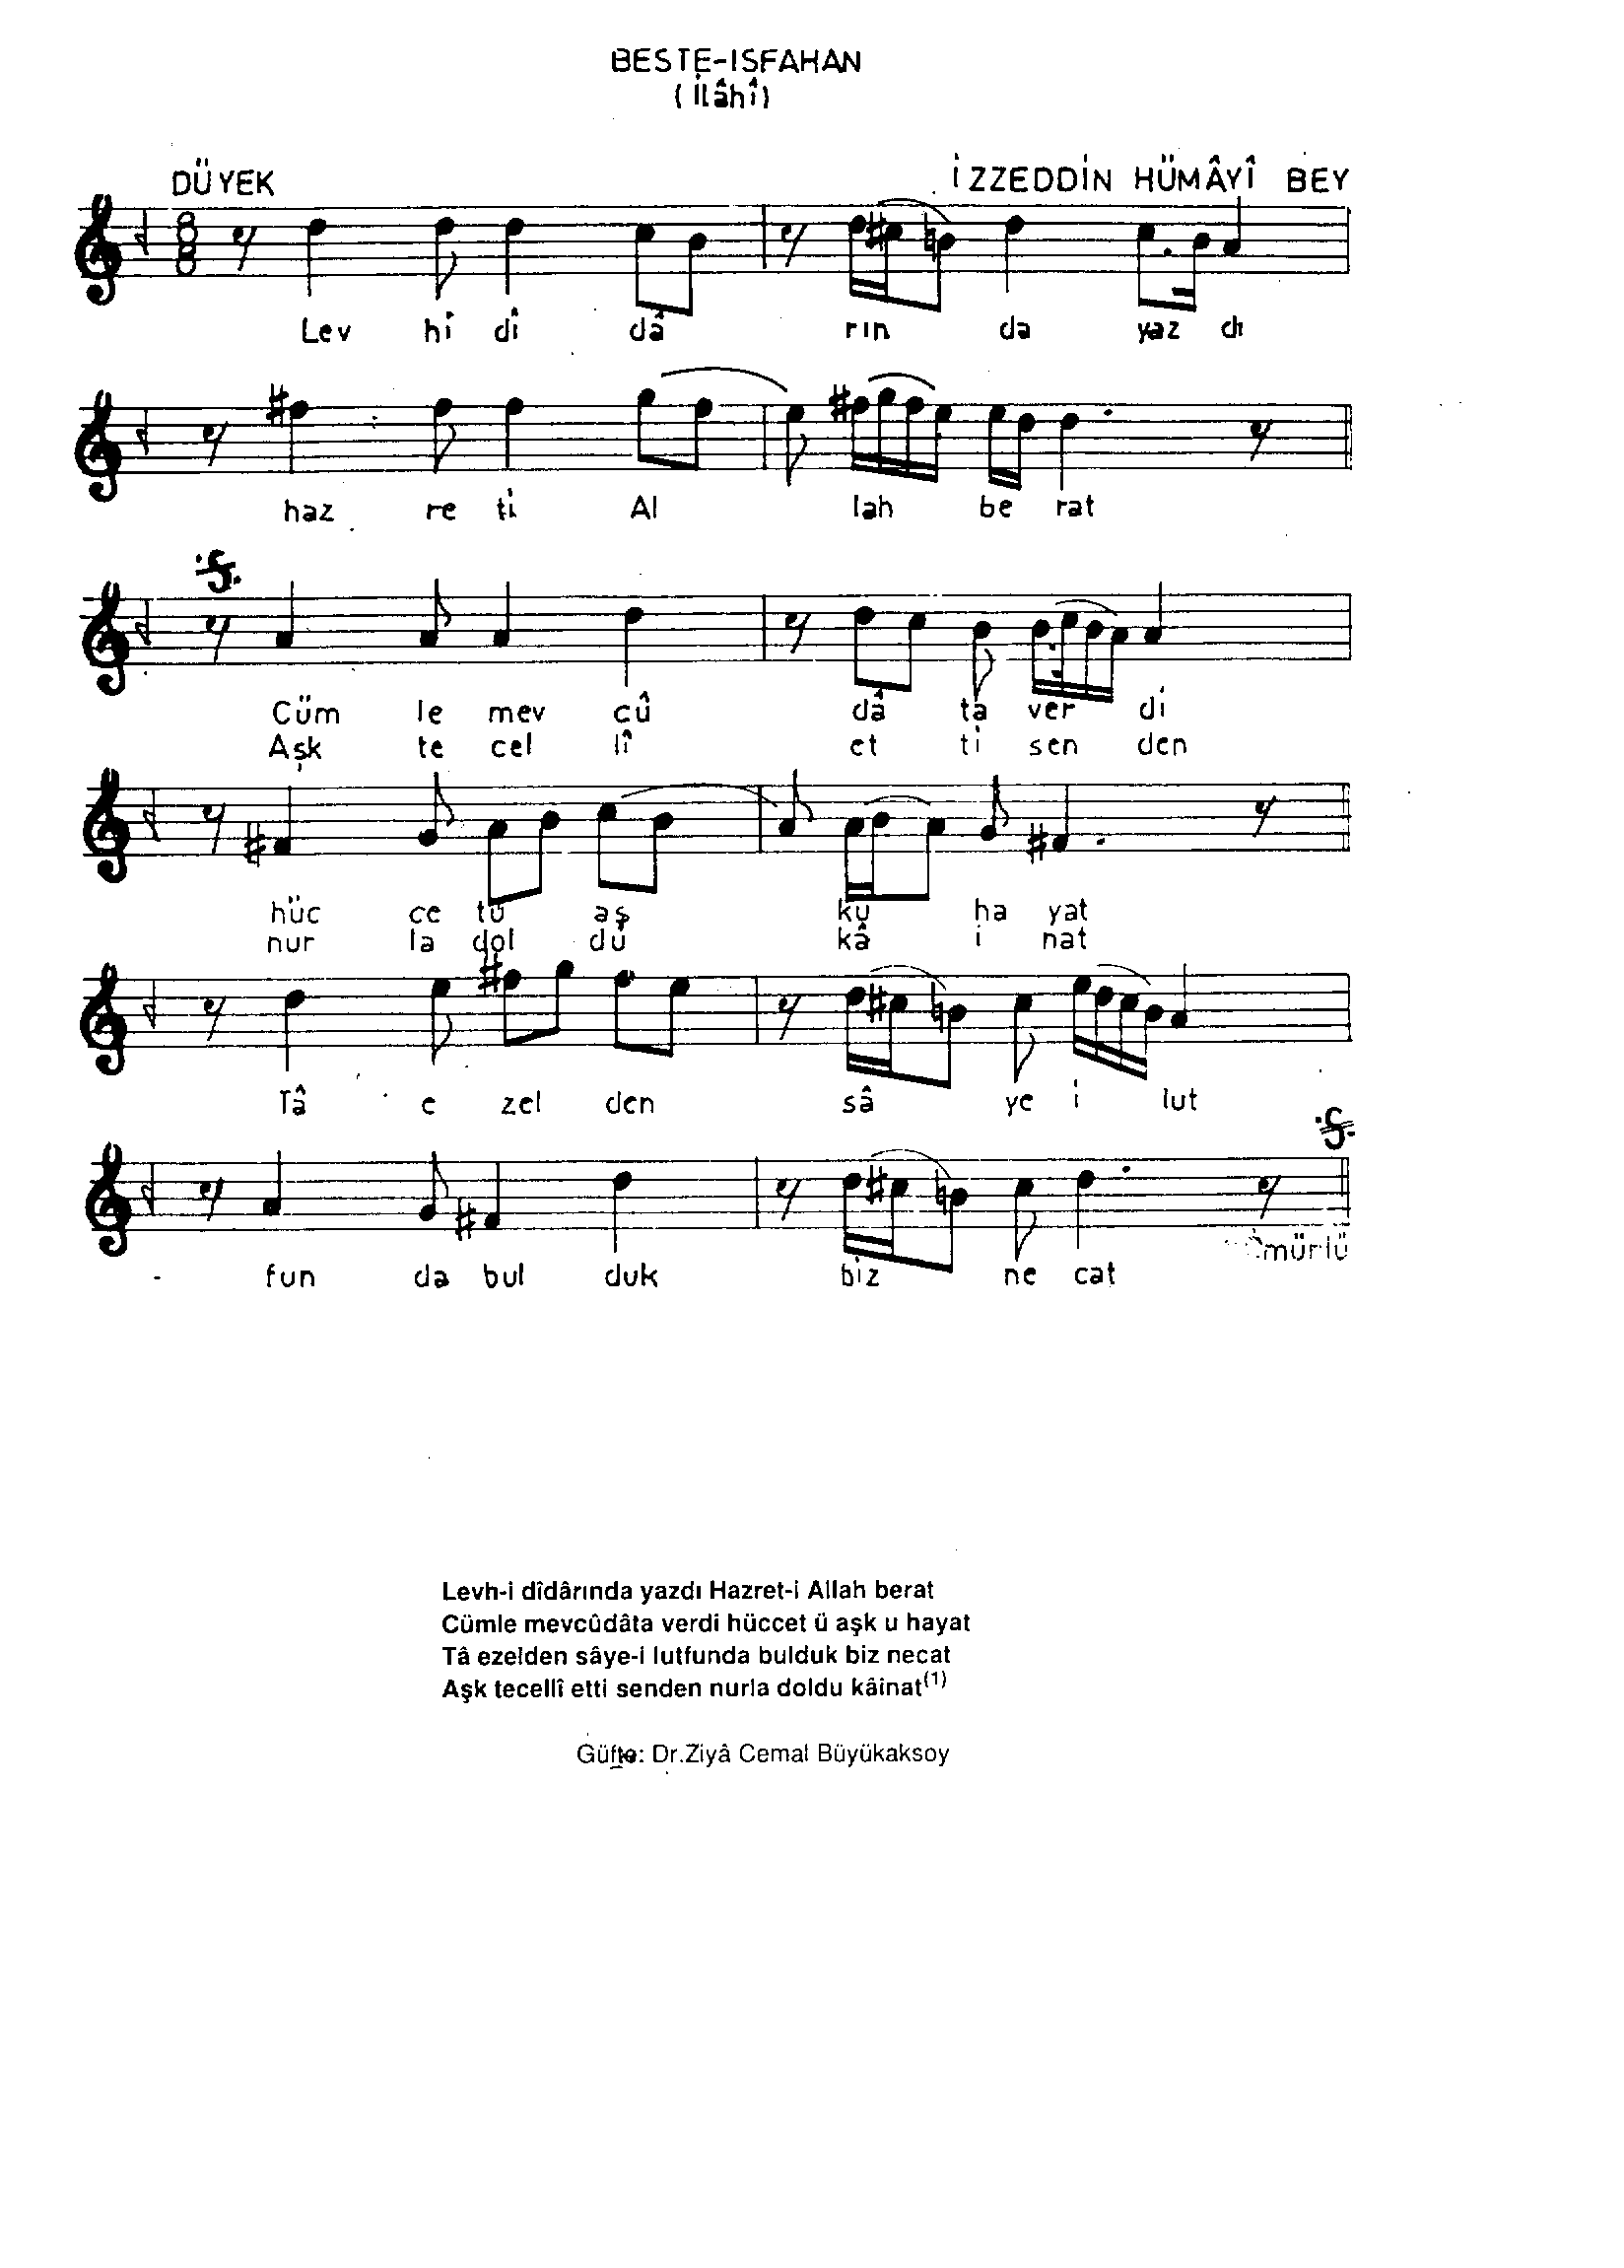 BESTE-ISFAHAN
(İlâhî)
DÜYEK
İZZEDDİN HÜMÂYÎ BEY
8
8
Lev hi dî dâ rın da yaz dı
haz re ti Al lah be rat
Cüm le mev cû dâ ta ver di
Aşk te cel lî et ti sen den
hüc ce tü aş ku ha yat
nur la dol du kâ i nat
Tâ e zel den sâ ye i lut
fun da bul duk biz ne cat
Levh-i dîdârında yazdı Hazret-i Allah berat
Cümle mevcûdâta verdi hüccet ü aşk u hayat
Tâ ezelden sâye-i lutfunda bulduk biz necat
Aşk tecellî etti senden nurla doldu kâinat(1)
Güfte: Dr.Ziyâ Cemal Büyükaksoy